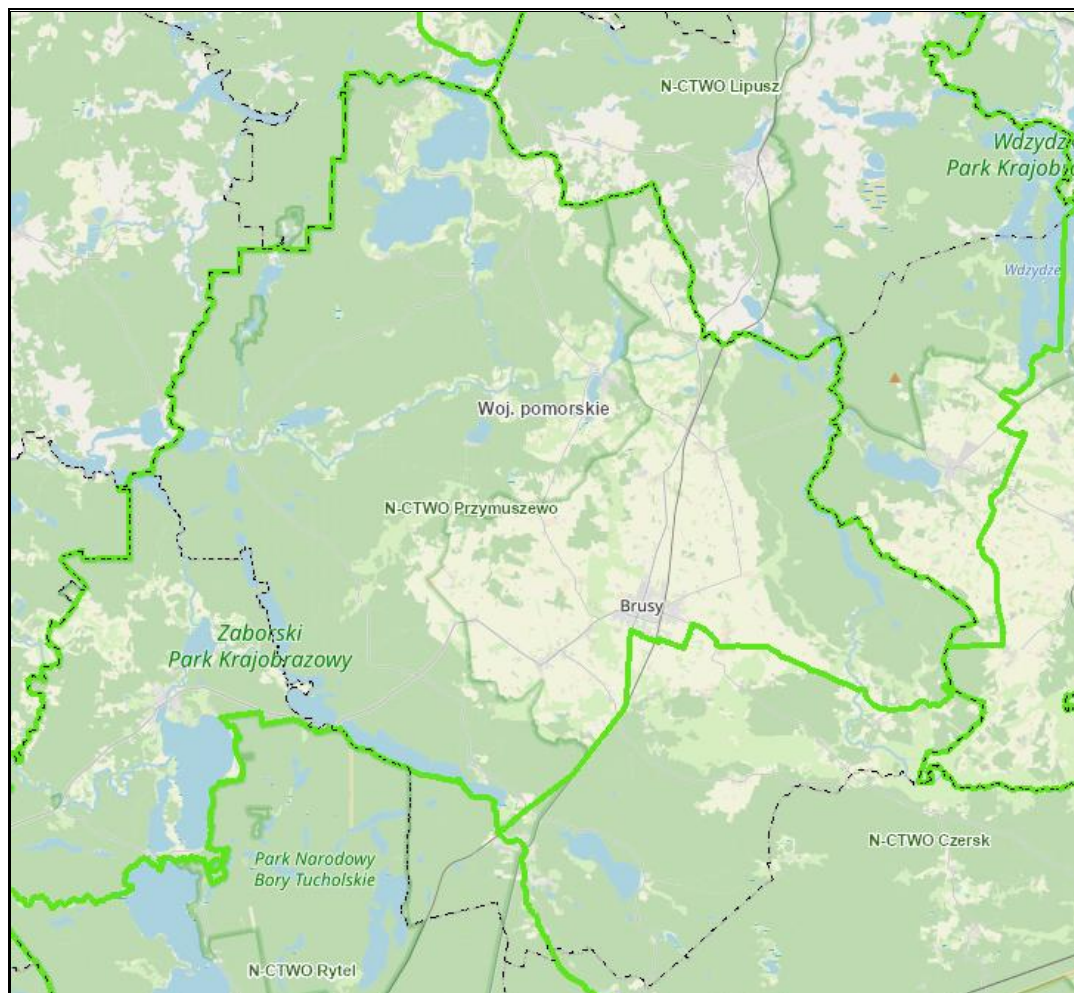 N-CTWO Lipusz
Wdzydz
Park Krajobra
Wdzydze
Woj. pomorskie
N-CTWO Przymuszewo
Brusy
Zaborski
Park Krajobrazowy
N-CTWO Czersk
Park Narodowy
Bory Tucholskie
N-CTWO Rytel